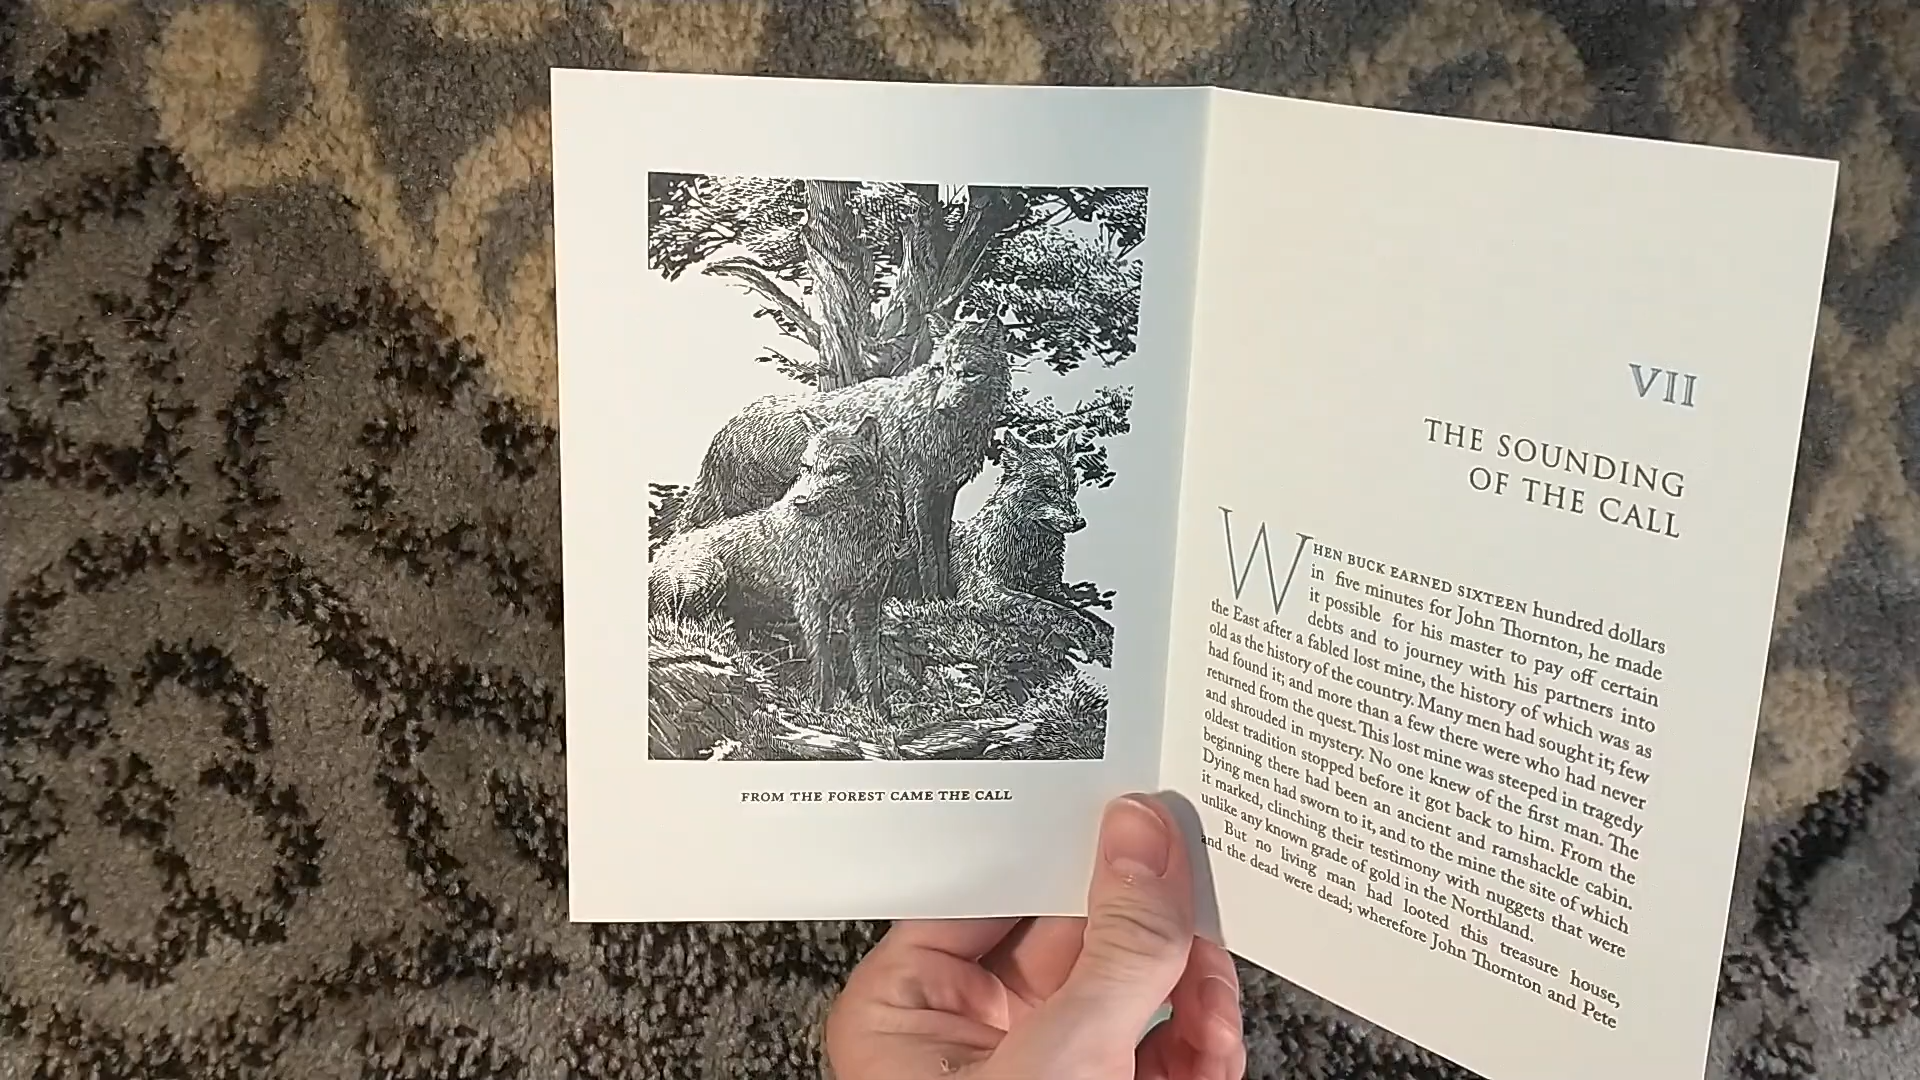 FROM THE FOREST CAME THE CALL
VII
THE SOUNDING
OF THE CALL
WHEN BUCK EARNED SIXTEEN hundred dollars
in five minutes for John Thornton, he made
it possible for his master to pay off certain
debts and to journey with his partners into
the East after a fabled lost mine, the history of which was as
old as the history of the country. Many men had sought it; few
had found it; and more than a few there were who had never
returned from the quest. This lost mine was steeped in tragedy
and shrouded in mystery. No one knew of the first man. The
oldest tradition stopped before it got back to him. From the
beginning there had been an ancient and ramshackle cabin.
Dying men had sworn to it, and to the mine the site of which
it marked, clinching their testimony with nuggets that were
unlike any known grade of gold in the Northland.
But no living man had looted this treasure house,
and the dead were dead; wherefore John Thornton and Pete